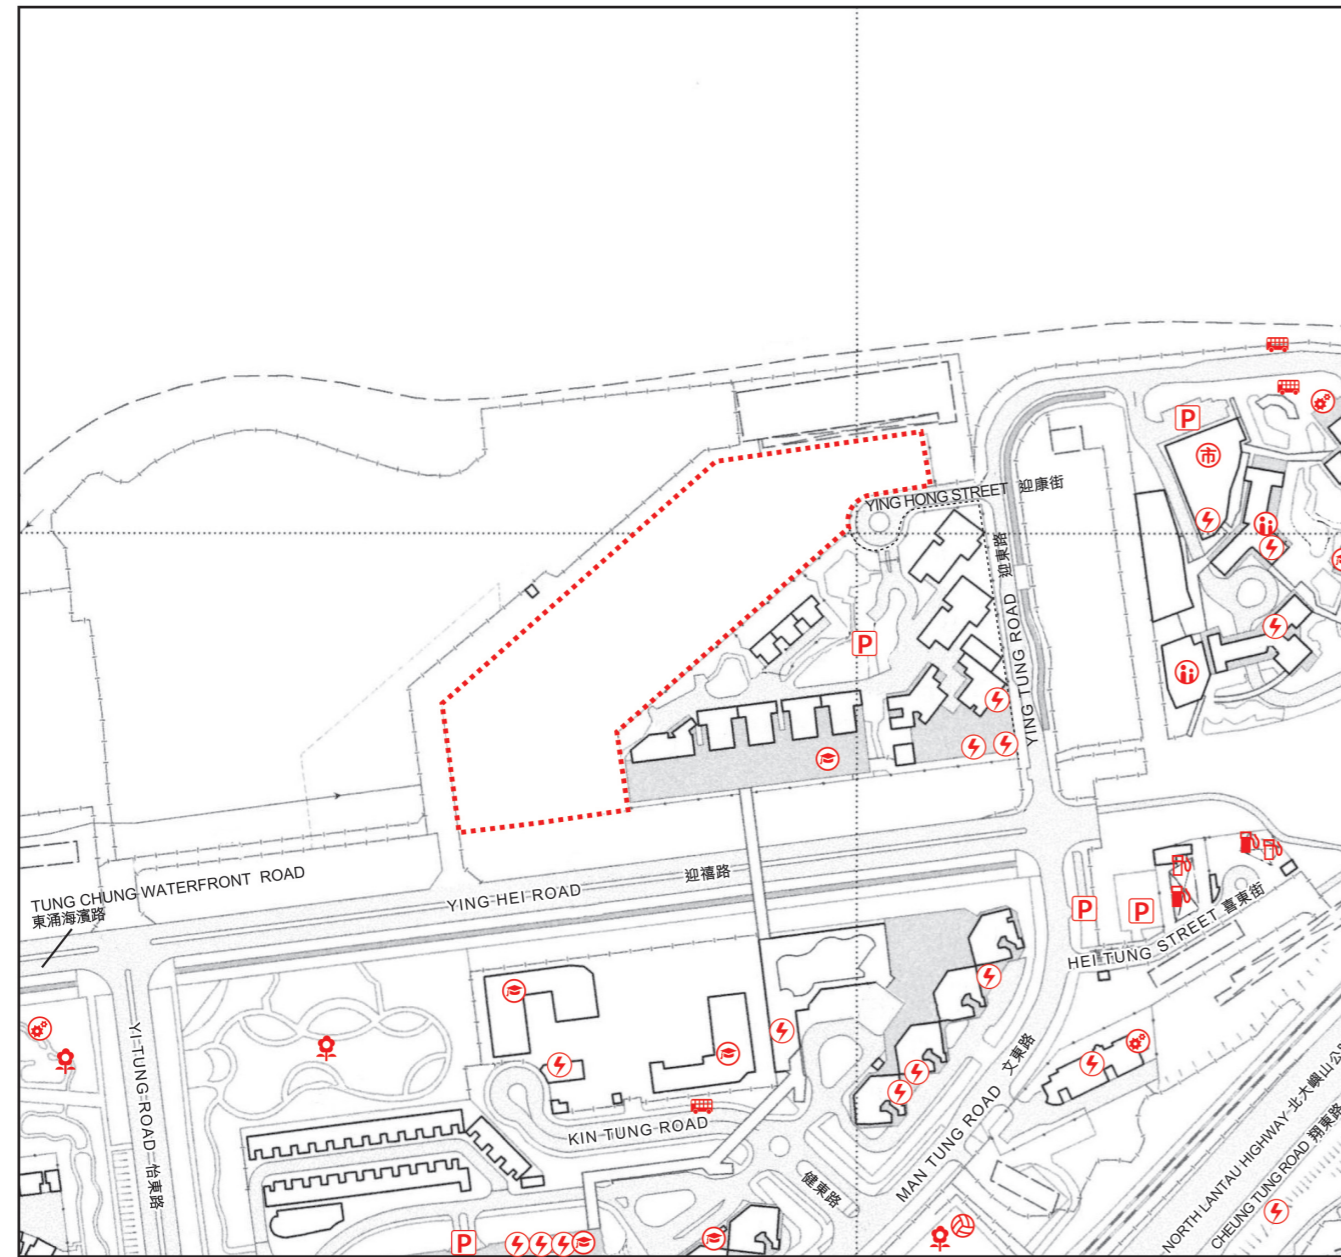 YING HONG STREET 迎康街
市
P
P
YING TUNG ROAD 迎東路
TUNG CHUNG WATERFRONT ROAD
東涌海濱路
YING HEI ROAD 迎禧路
P
P
HEI TUNG STREET 喜東街
YI TUNG ROAD 怡東路
KIN TUNG ROAD
健東路
MAN TUNG ROAD 文東路
NORTH LANTAU HIGHWAY 北大嶼山公
CHEUNG TUNG ROAD 翔東路
P